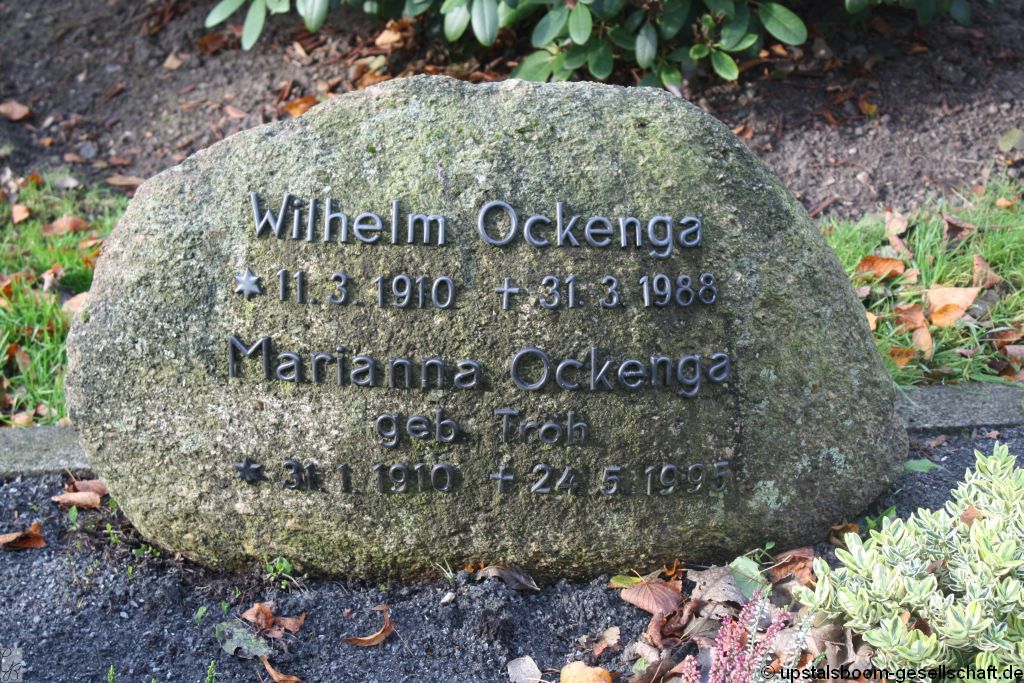 Wilhelm Ockenga
* 11. 3. 1910 + 31. 3. 1988
Marianna Ockenga
geb. Tröh
* 31. 1. 1910 + 24. 5. 1995
© upstalsboom-gesellschaft.de